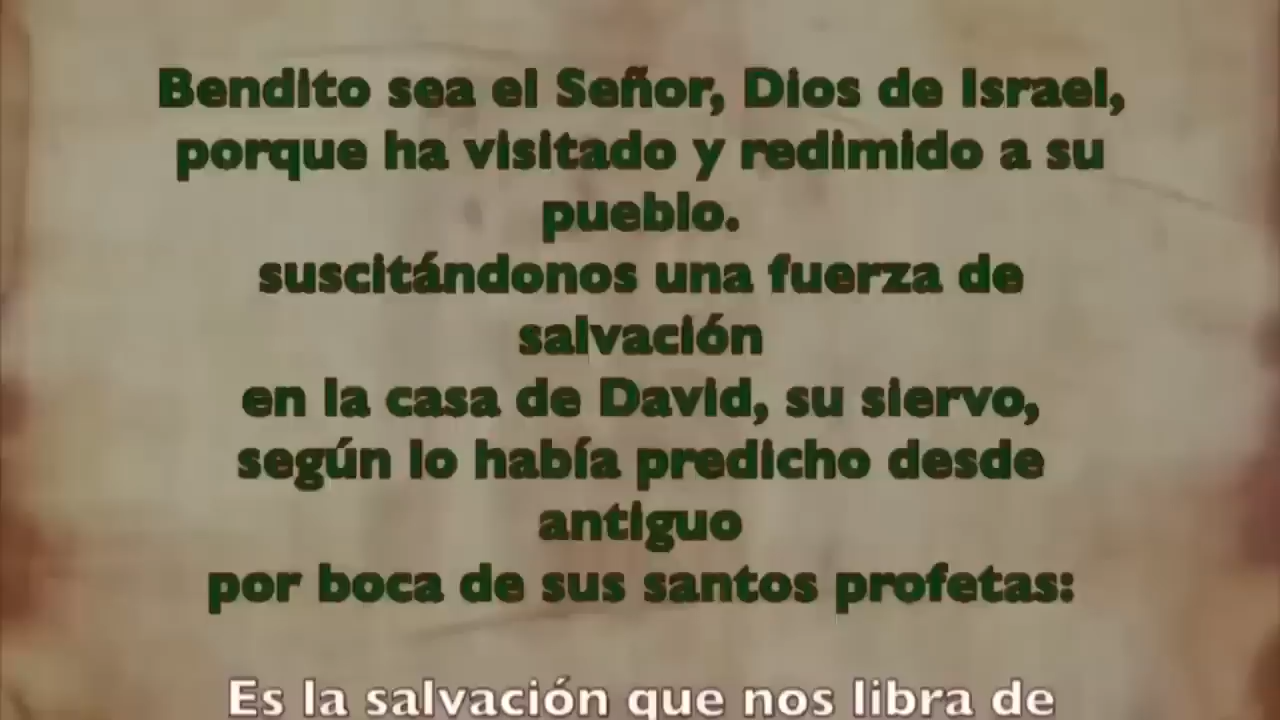 Bendito sea el Señor, Dios de Israel,
porque ha visitado y redimido a su
pueblo.
suscitándonos una fuerza de
salvación
en la casa de David, su siervo,
según lo había predicho desde
antiguo
por boca de sus santos profetas:
Es la salvación que nos libra de